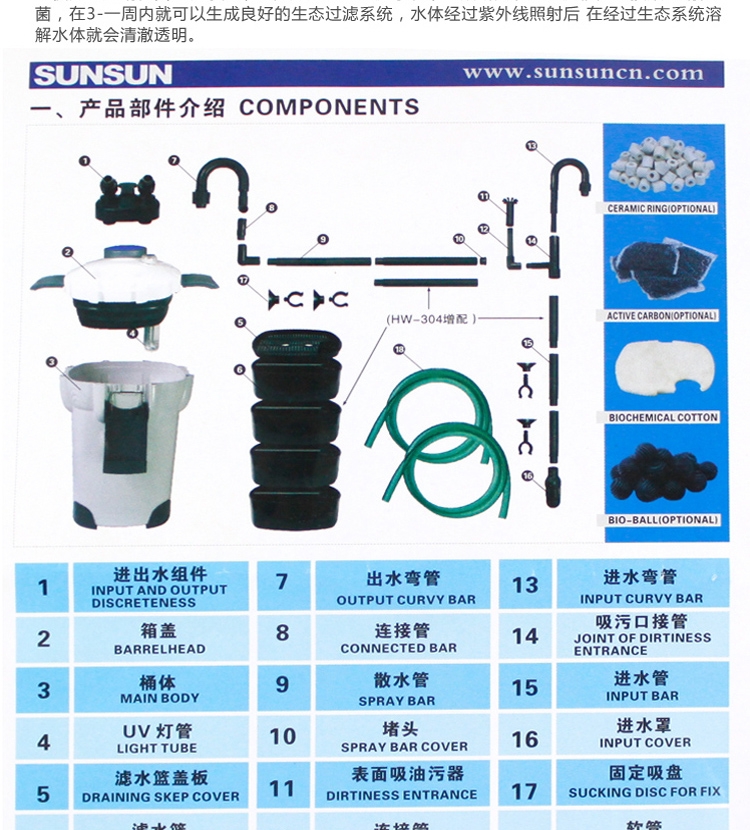 菌，在3-一周内就可以生成良好的生态过滤系统，水体经过紫外线照射后 在经过生态系统溶
解水体就会清澈透明。
SUNSUN www.sunsuncn.com
一、产品部件介绍 COMPONENTS
1
7
13
8
11
2
9
10
12
14
17
4
5
(HW-304增配)
3
6
18
15
16
CERAMIC RING(OPTIONAL)
ACTIVE CARBON(OPTIONAL)
BIOCHEMICAL COTTON
BIO-BALL(OPTIONAL)
1 进出水组件
INPUT AND OUTPUT
DISCRETENESS
7 出水弯管
OUTPUT CURVY BAR
13 进水弯管
INPUT CURVY BAR
2 箱盖
BARRELHEAD
8 连接管
CONNECTED BAR
14 吸污口接管
JOINT OF DIRTINESS
ENTRANCE
3 桶体
MAIN BODY
9 散水管
SPRAY BAR
15 进水管
INPUT BAR
4 UV 灯管
LIGHT TUBE
10 堵头
SPRAY BAR COVER
16 进水罩
INPUT COVER
5 滤水篮盖板
DRAINING SKEP COVER
11 表面吸油污器
DIRTINESS ENTRANCE
17 固定吸盘
SUCKING DISC FOR FIX